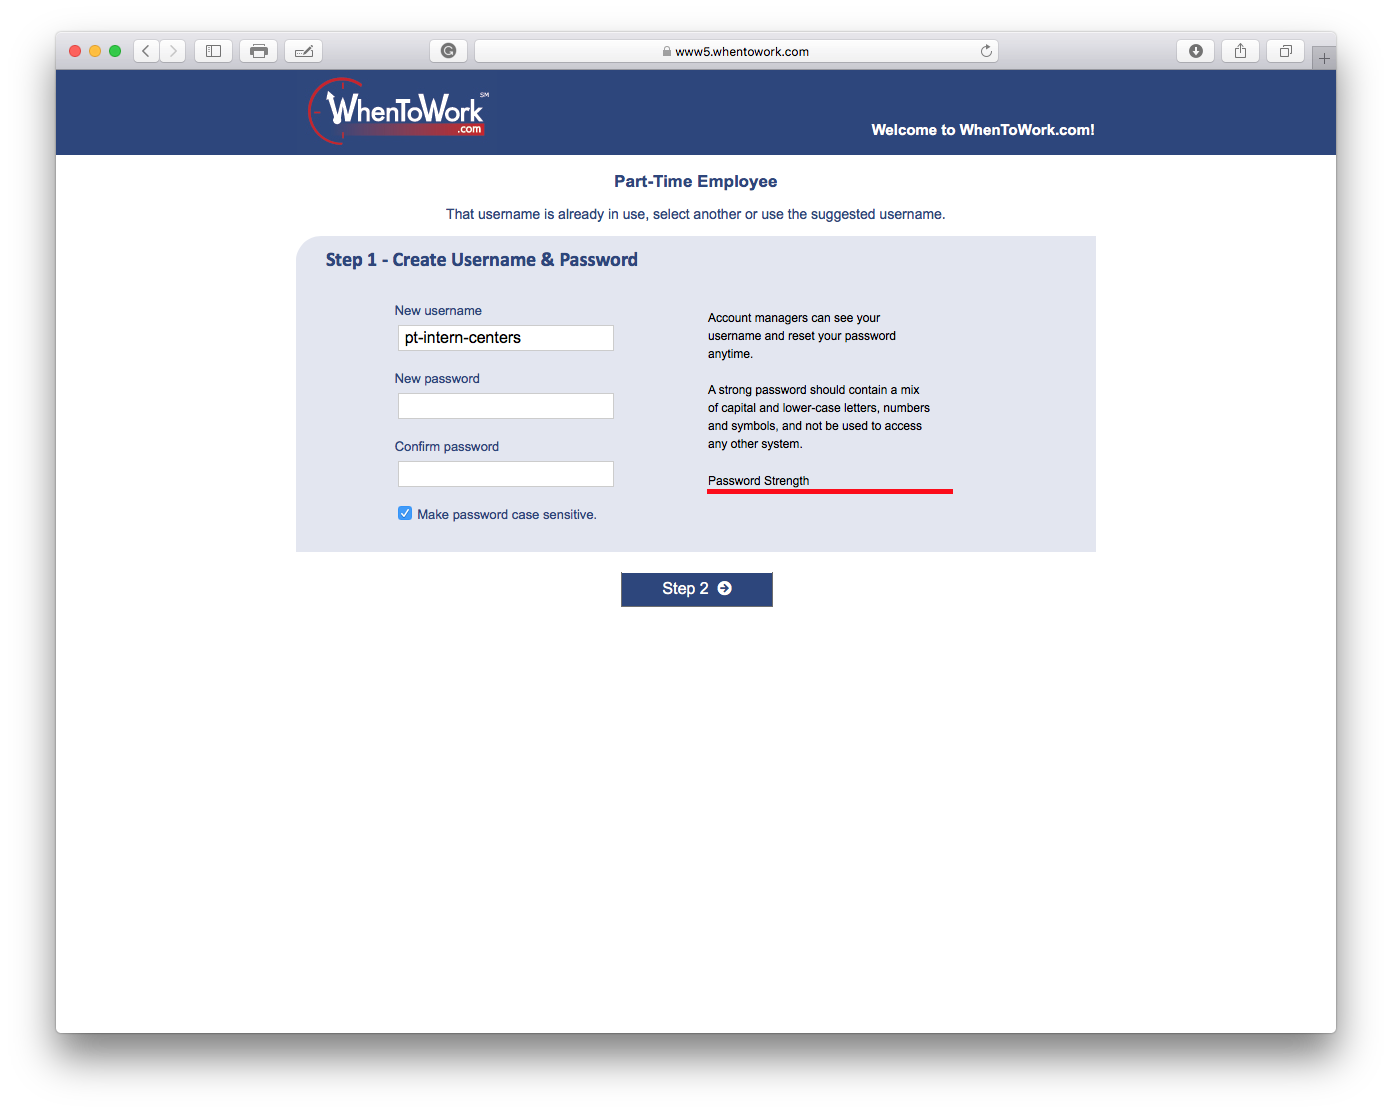 www5.whentowork.com
WhenToWork SM
.com
Welcome to WhenToWork.com!
Part-Time Employee
That username is already in use, select another or use the suggested username.
Step 1 - Create Username & Password
New username
pt-intern-centers
New password
Confirm password
Make password case sensitive.
Account managers can see your
username and reset your password
anytime.
A strong password should contain a mix
of capital and lower-case letters, numbers
and symbols, and not be used to access
any other system.
Password Strength
Step 2